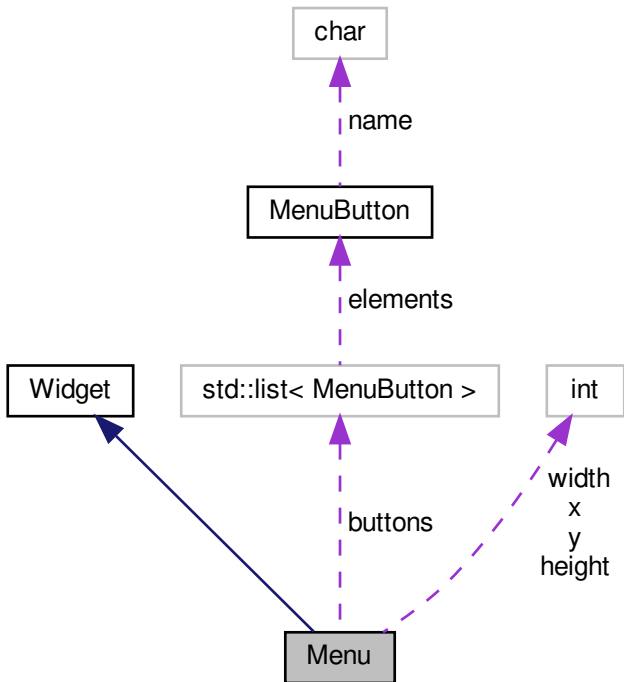 char
name
MenuButton
elements
Widget
std::list< MenuButton >
int
width
x
y
height
buttons
Menu